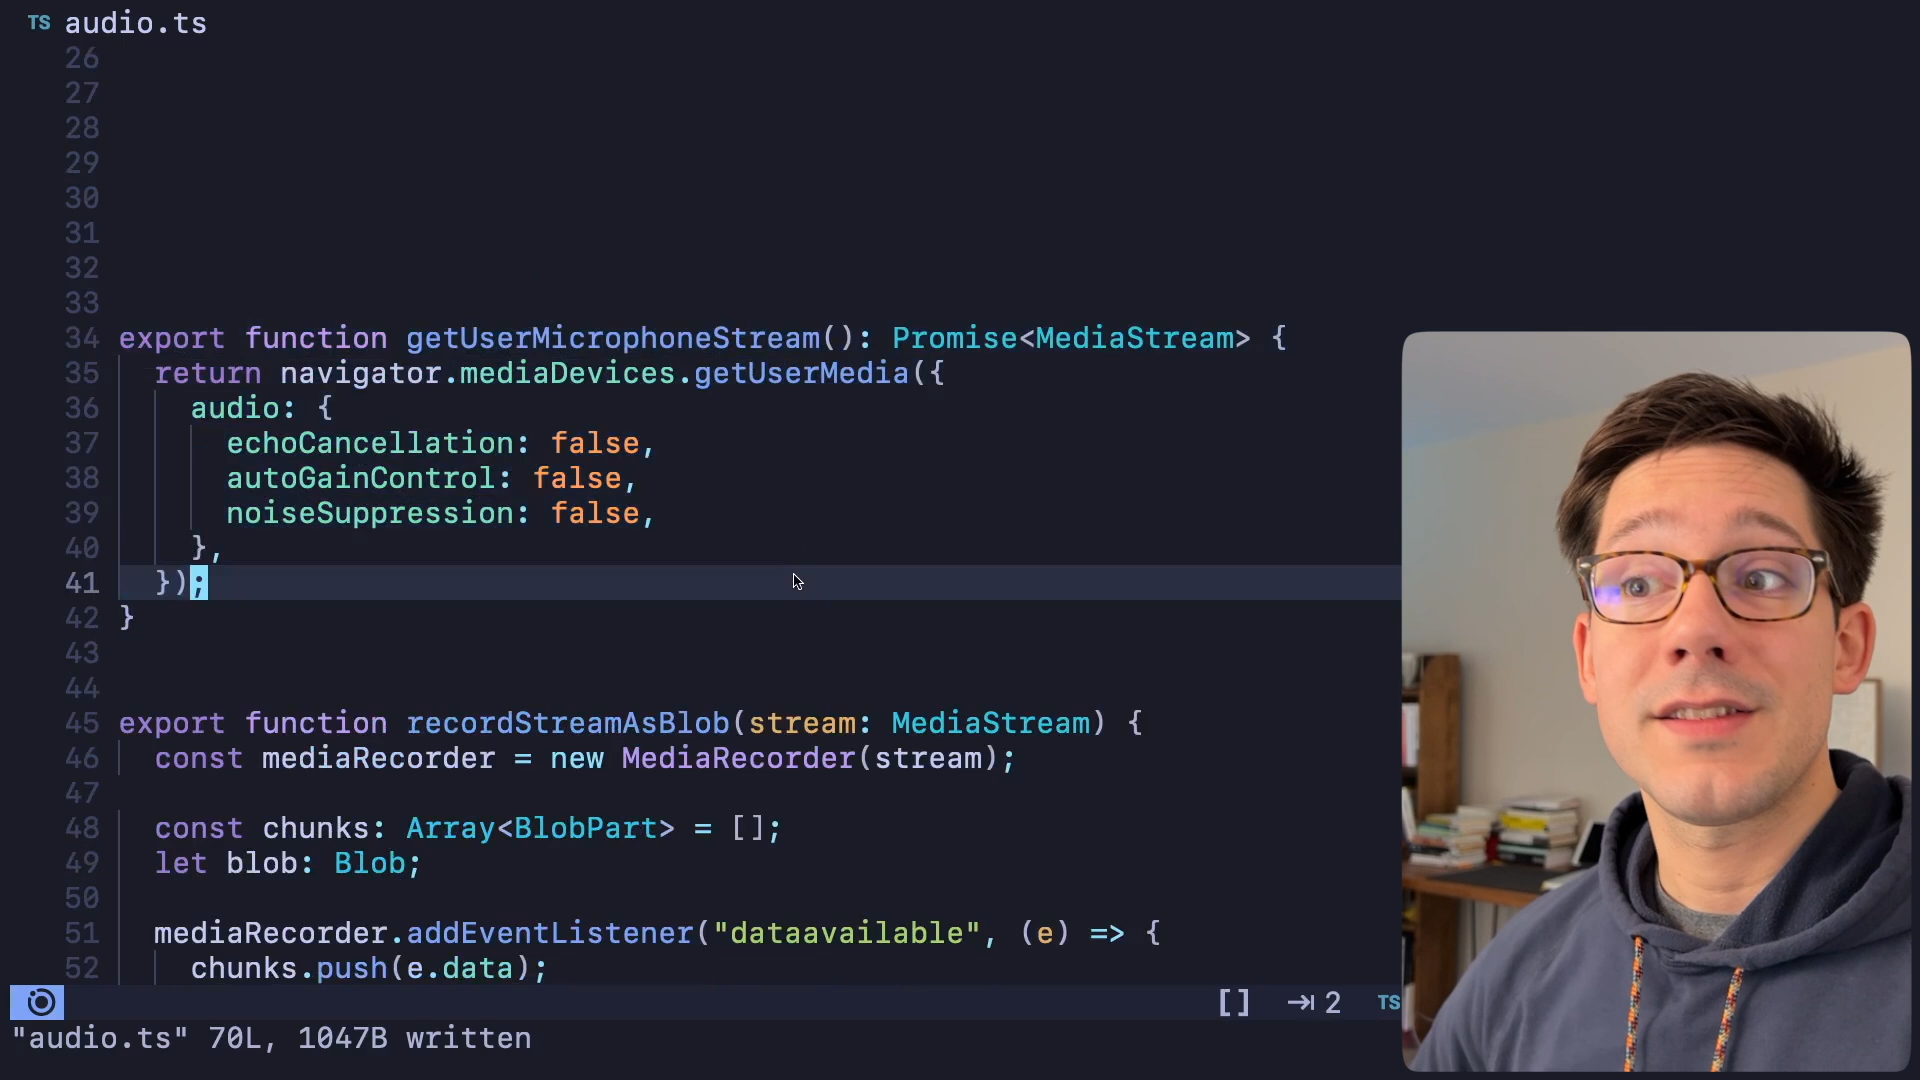 TS audio.ts
26
27
28
29
30
31
32
33
34 export function getUserMicrophoneStream(): Promise<MediaStream> {
35 return navigator.mediaDevices.getUserMedia({
36 audio: {
37 echoCancellation: false,
38 autoGainControl: false,
39 noiseSuppression: false,
40 },
41 });
42 }
43
44
45 export function recordStreamAsBlob(stream: MediaStream) {
46 const mediaRecorder = new MediaRecorder(stream);
47
48 const chunks: Array<BlobPart> = [];
49 let blob: Blob;
50
51 mediaRecorder.addEventListener("dataavailable", (e) => {
52 chunks.push(e.data);
[] ⇥ 2 TS
"audio.ts" 70L, 1047B written